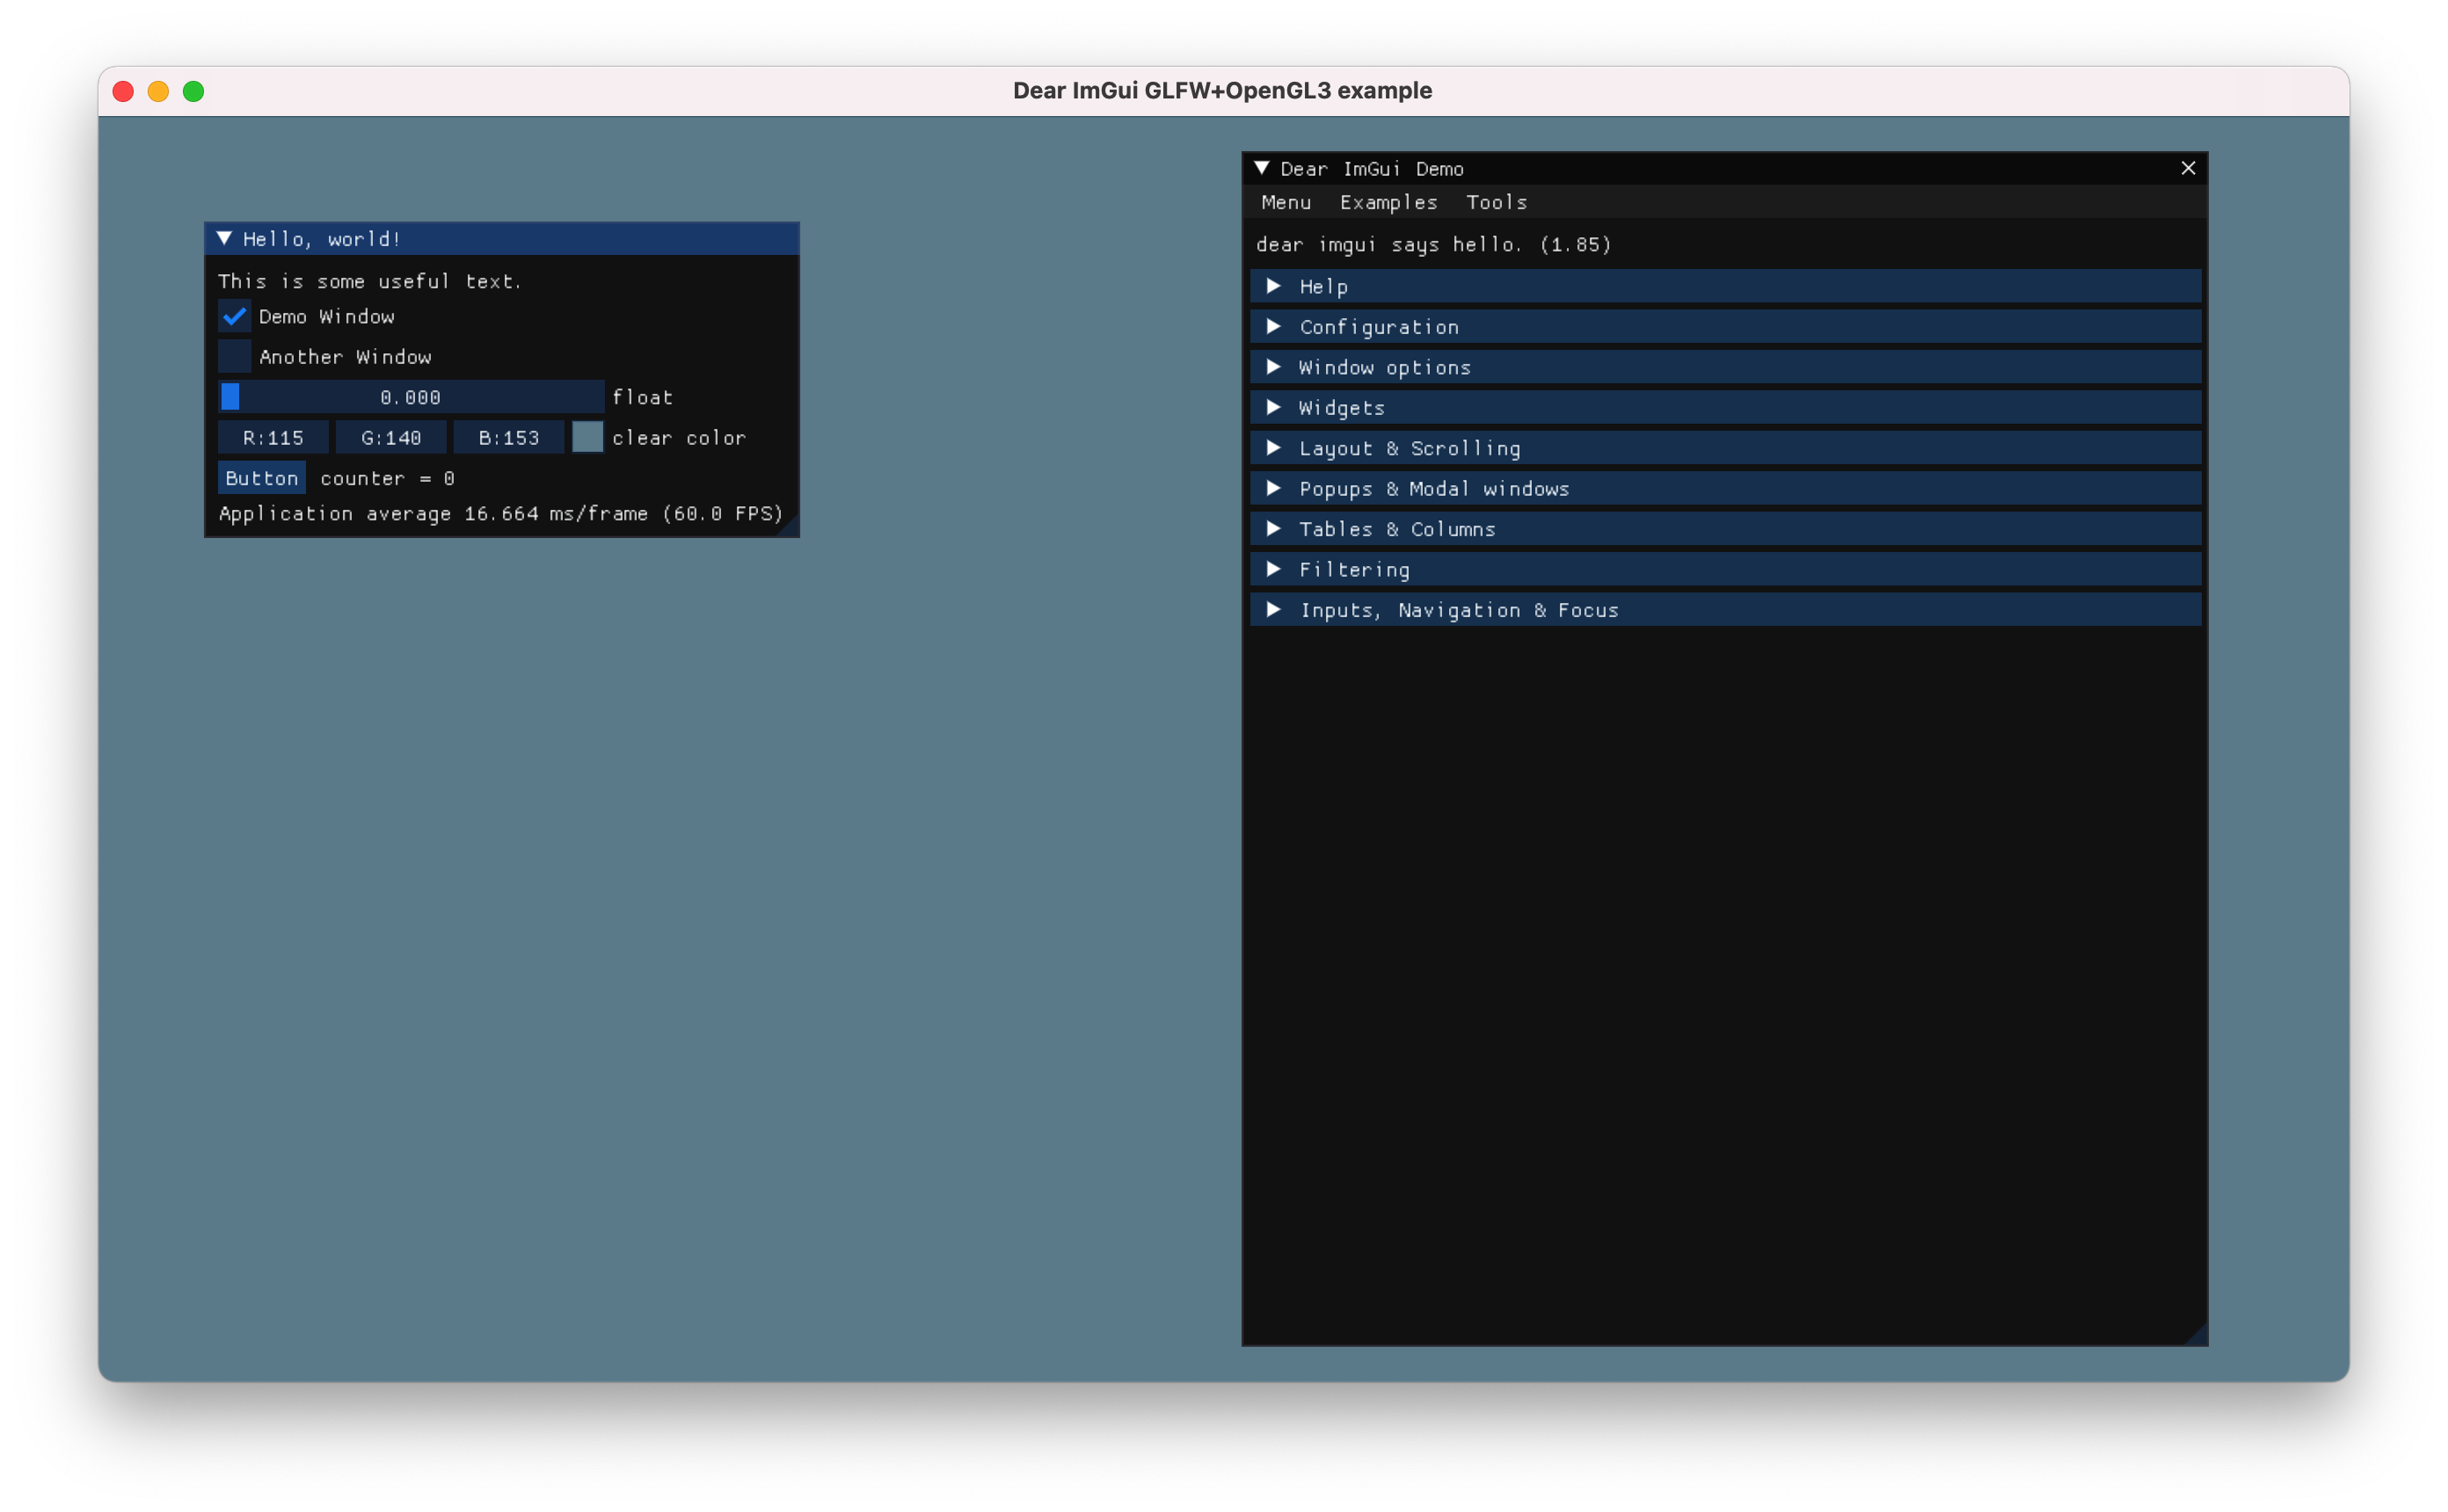 Dear ImGui GLFW+OpenGL3 example
Hello, world!
This is some useful text.
Demo Window
Another Window
0.000 float
R:115 G:140 B:153 clear color
Button counter = 0
Application average 16.664 ms/frame (60.0 FPS)
Dear ImGui Demo
Menu Examples Tools
dear imgui says hello. (1.85)
Help
Configuration
Window options
Widgets
Layout & Scrolling
Popups & Modal windows
Tables & Columns
Filtering
Inputs, Navigation & Focus